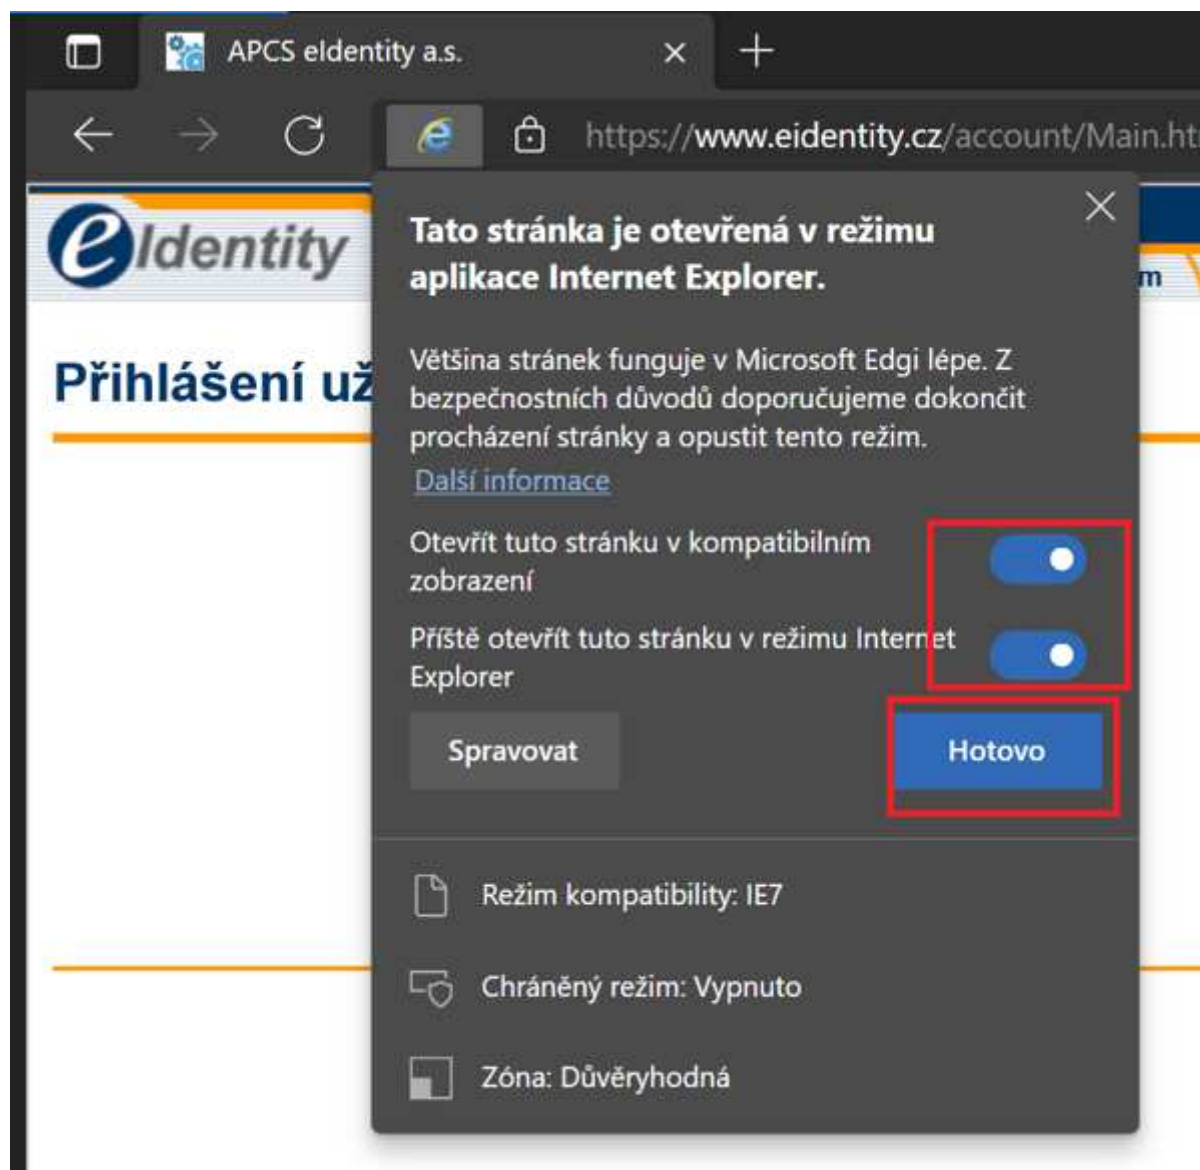 APCS eIdentity a.s.
https://www.eidentity.cz/account/Main.ht
eIdentity
Tato stránka je otevřená v režimu
aplikace Internet Explorer.
m
Přihlášení už
Většina stránek funguje v Microsoft Edgi lépe. Z
bezpečnostních důvodů doporučujeme dokončit
procházení stránky a opustit tento režim.
Další informace
Otevřít tuto stránku v kompatibilním
zobrazení
Příště otevřít tuto stránku v režimu Internet
Explorer
Spravovat
Hotovo
Režim kompatibility: IE7
Chráněný režim: Vypnuto
Zóna: Důvěryhodná